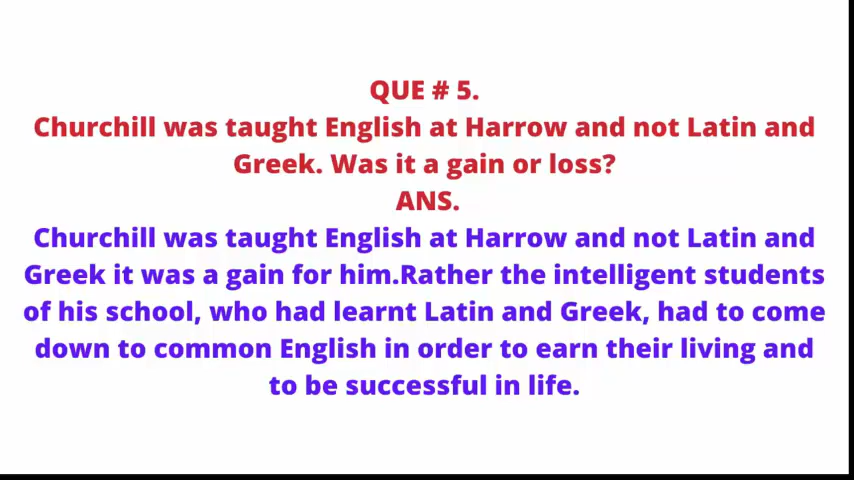 QUE # 5.
Churchill was taught English at Harrow and not Latin and
Greek. Was it a gain or loss?
ANS.
Churchill was taught English at Harrow and not Latin and
Greek it was a gain for him.Rather the intelligent students
of his school, who had learnt Latin and Greek, had to come
down to common English in order to earn their living and
to be successful in life.